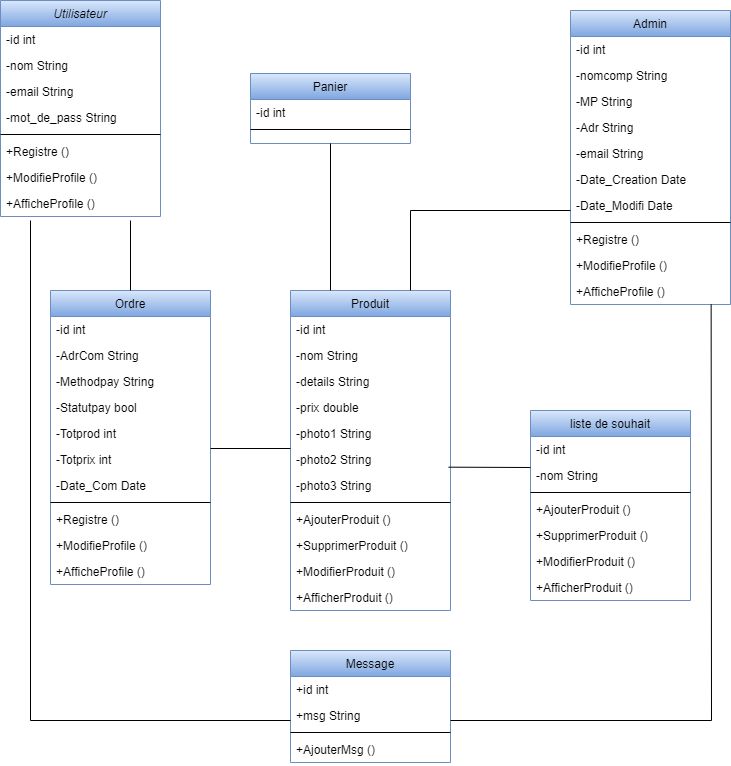 Utilisateur
-id int
-nom String
-email String
-mot_de_pass String
+Registre ()
+ModifieProfile ()
+AfficheProfile ()
Panier
-id int
Admin
-id int
-nomcomp String
-MP String
-Adr String
-email String
-Date_Creation Date
-Date_Modifi Date
+Registre ()
+ModifieProfile ()
+AfficheProfile ()
Ordre
-id int
-AdrCom String
-Methodpay String
-Statutpay bool
-Totprod int
-Totprix int
-Date_Com Date
+Registre ()
+ModifieProfile ()
+AfficheProfile ()
Produit
-id int
-nom String
-details String
-prix double
-photo1 String
-photo2 String
-photo3 String
+AjouterProduit ()
+SupprimerProduit ()
+ModifierProduit ()
+AfficherProduit ()
liste de souhait
-id int
-nom String
+AjouterProduit ()
+SupprimerProduit ()
+ModifierProduit ()
+AfficherProduit ()
Message
+id int
+msg String
+AjouterMsg ()